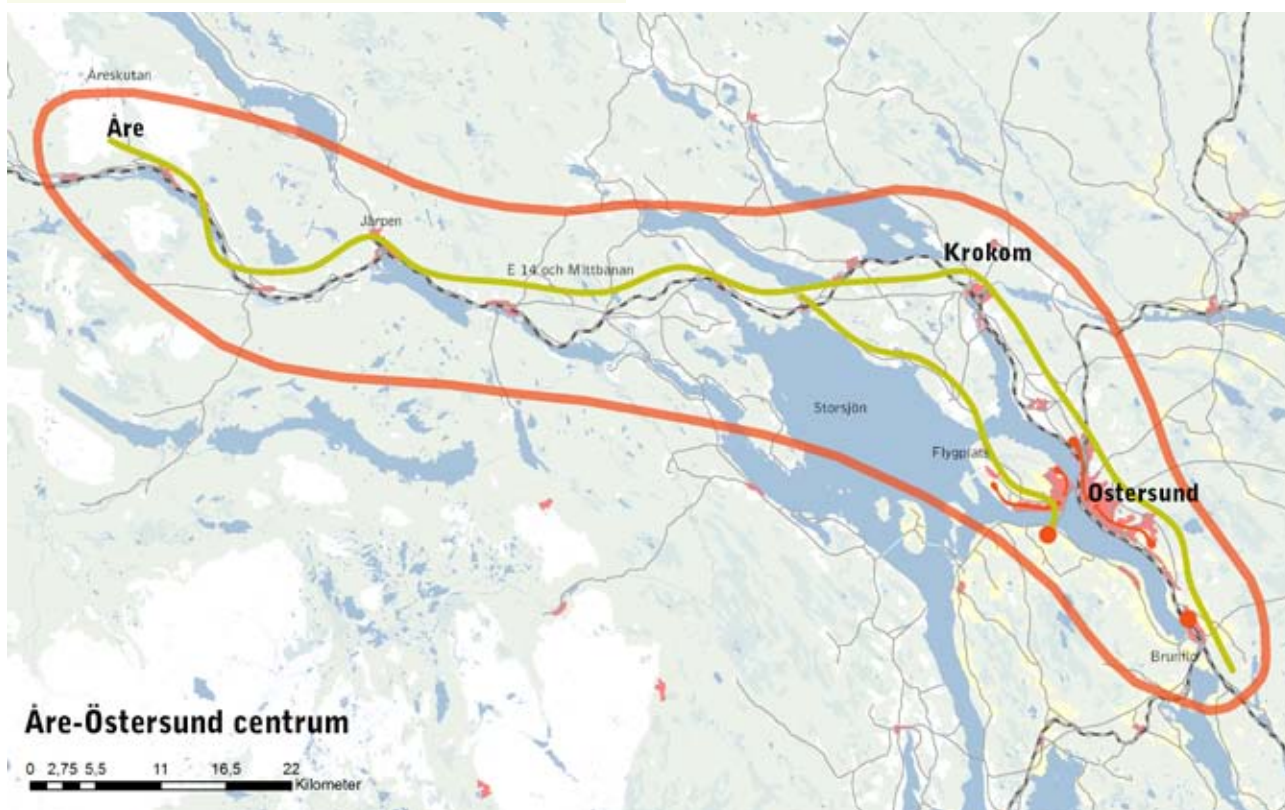 Åreskutan
Åre
Järpen
E 14 och Mittbanan
Krokom
Storsjön
Flygplats
Östersund
Brunflo
Åre-Östersund centrum
0 2,75 5,5 11 16,5 22
Kilometer